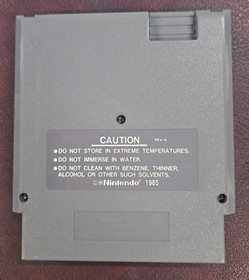 CAUTION
REV-A
●DO NOT STORE IN EXTREME TEMPERATURES.
●DO NOT IMMERSE IN WATER
●DO NOT CLEAN WITH BENZENE, THINNER,
ALCOHOL OR OTHER SUCH SOLVENTS.
©®Nintendo® 1985